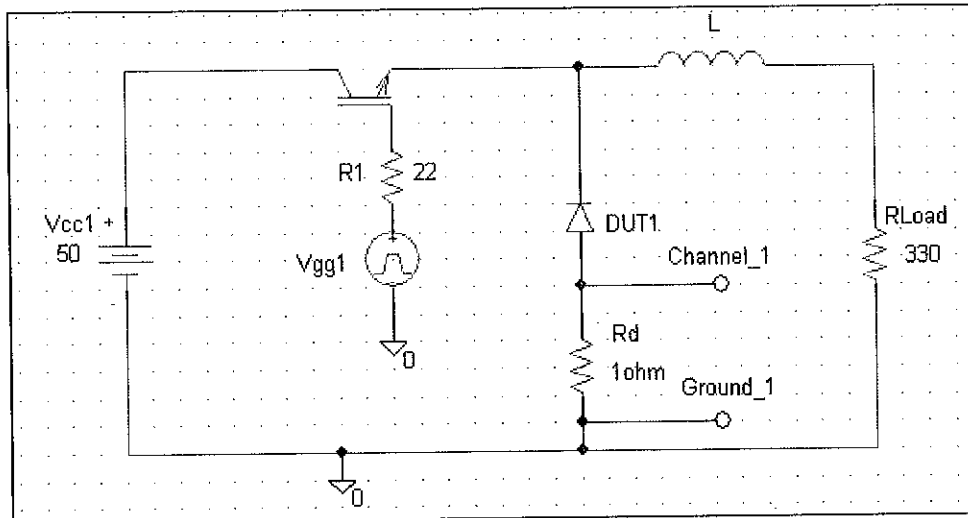 L
R1 22
Vcc1 +
50
Vgg1
DUT1
RLoad
330
Channel_1
0
Rd
1ohm
Ground_1
0